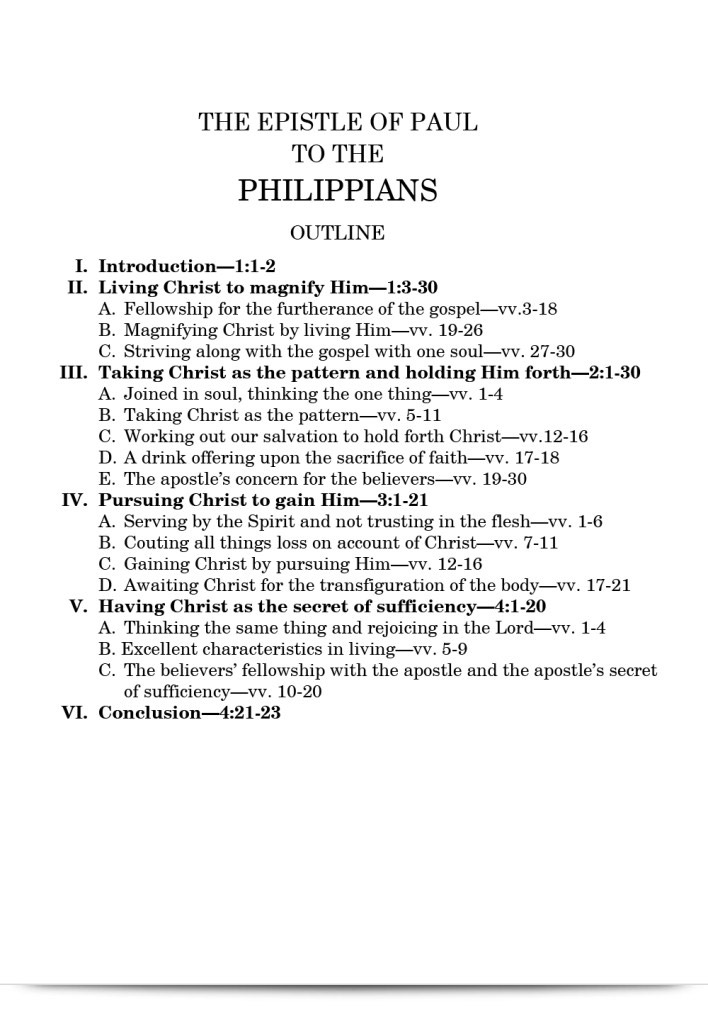 THE EPISTLE OF PAUL
TO THE
PHILIPPIANS
OUTLINE
I. Introduction—1:1-2
II. Living Christ to magnify Him—1:3-30
A. Fellowship for the furtherance of the gospel—vv.3-18
B. Magnifying Christ by living Him—vv. 19-26
C. Striving along with the gospel with one soul—vv. 27-30
III. Taking Christ as the pattern and holding Him forth—2:1-30
A. Joined in soul, thinking the one thing—vv. 1-4
B. Taking Christ as the pattern—vv. 5-11
C. Working out our salvation to hold forth Christ—vv.12-16
D. A drink offering upon the sacrifice of faith—vv. 17-18
E. The apostle’s concern for the believers—vv. 19-30
IV. Pursuing Christ to gain Him—3:1-21
A. Serving by the Spirit and not trusting in the flesh—vv. 1-6
B. Couting all things loss on account of Christ—vv. 7-11
C. Gaining Christ by pursuing Him—vv. 12-16
D. Awaiting Christ for the transfiguration of the body—vv. 17-21
V. Having Christ as the secret of sufficiency—4:1-20
A. Thinking the same thing and rejoicing in the Lord—vv. 1-4
B. Excellent characteristics in living—vv. 5-9
C. The believers’ fellowship with the apostle and the apostle’s secret
of sufficiency—vv. 10-20
VI. Conclusion—4:21-23